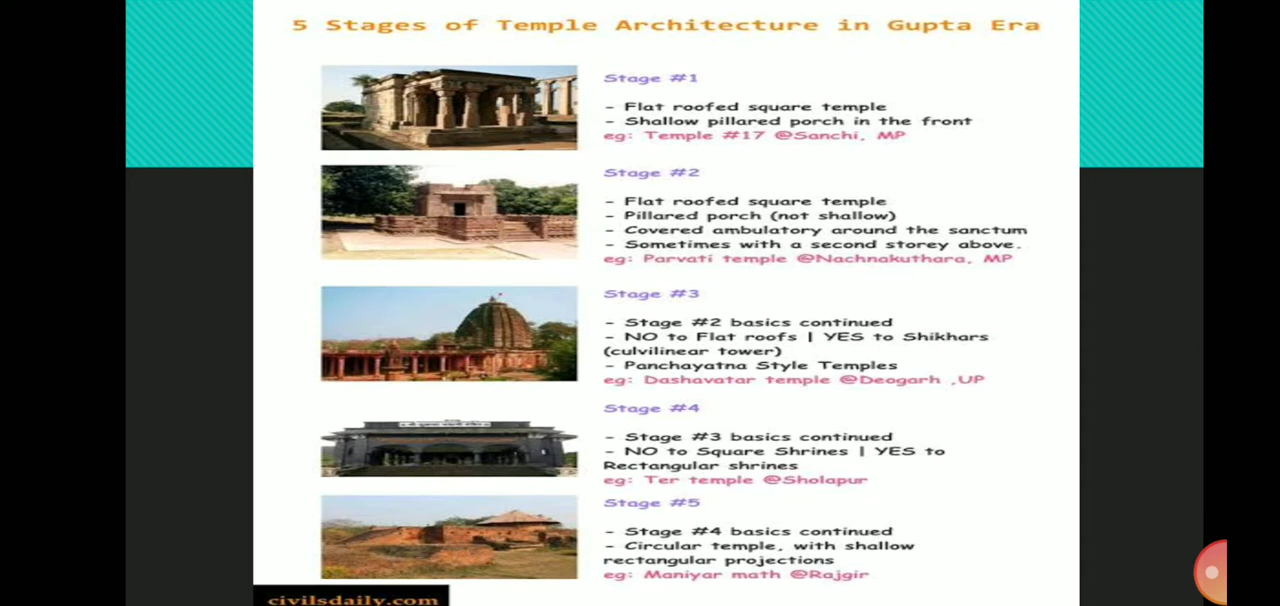 5 Stages of Temple Architecture in Gupta Era
Stage #1
- Flat roofed square temple
- Shallow pillared porch in the front
eg: Temple #17 @Sanchi, MP
Stage #2
- Flat roofed square temple
- Pillared porch (not shallow)
- Covered ambulatory around the sanctum
- Sometimes with a second storey above.
eg: Parvati temple @Nachnakuthara, MP
Stage #3
- Stage #2 basics continued
- NO to Flat roofs | YES to Shikhars
(culvilinear tower)
- Panchayatna Style Temples
eg: Dashavatar temple @Deogarh ,UP
Stage #4
- Stage #3 basics continued
- NO to Square Shrines | YES to
Rectangular shrines
eg: Ter temple @Sholapur
Stage #5
- Stage #4 basics continued
- Circular temple, with shallow
rectangular projections
eg: Maniyar math @Rajgir
civilsdaily.com